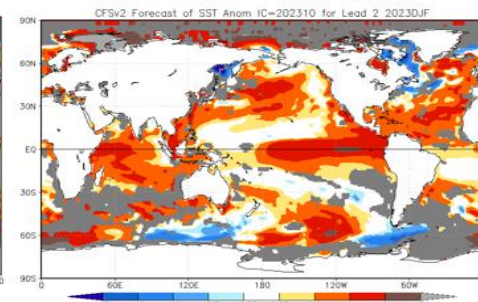 CFSv2 Forecast of SST Anom IC=202310 for Lead 2 2023DJF
90N
60N
30N
EQ
30S
60S
90S
0
60E
120E
180
120W
60W